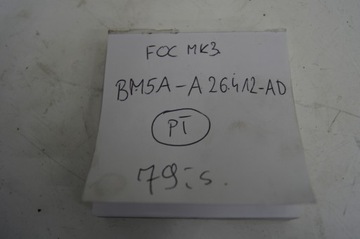 FOC MK3
BM5A-A26412-AD
PT
79:s.